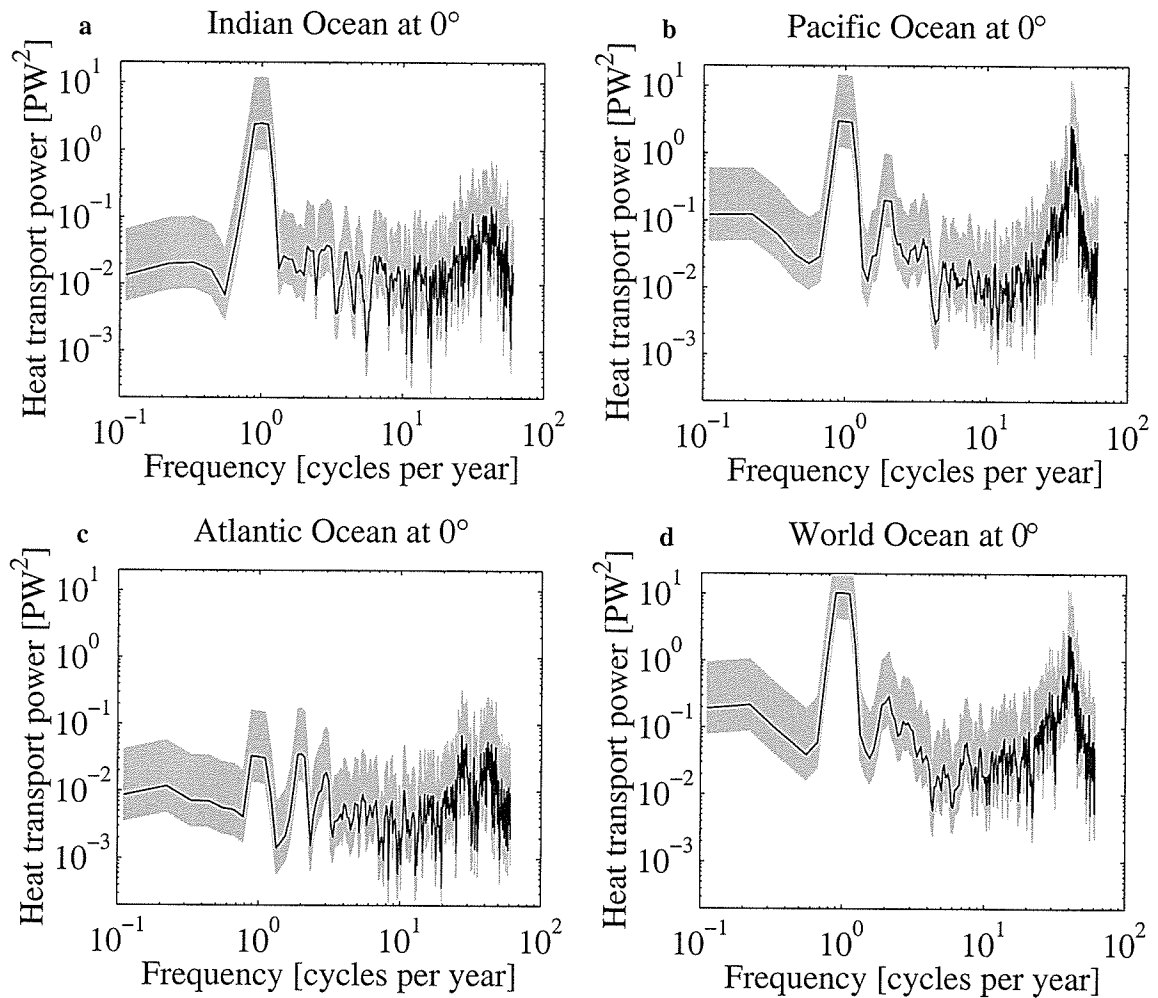 a Indian Ocean at 0°
Heat transport power [PW²]
10¹
10⁰
10⁻¹
10⁻²
10⁻³
10⁻¹ 10⁰ 10¹ 10²
Frequency [cycles per year]
b Pacific Ocean at 0°
Heat transport power [PW²]
10¹
10⁰
10⁻¹
10⁻²
10⁻³
10⁻¹ 10⁰ 10¹ 10²
Frequency [cycles per year]
c Atlantic Ocean at 0°
Heat transport power [PW²]
10¹
10⁰
10⁻¹
10⁻²
10⁻³
10⁻¹ 10⁰ 10¹ 10²
Frequency [cycles per year]
d World Ocean at 0°
Heat transport power [PW²]
10¹
10⁰
10⁻¹
10⁻²
10⁻³
10⁻¹ 10⁰ 10¹ 10²
Frequency [cycles per year]